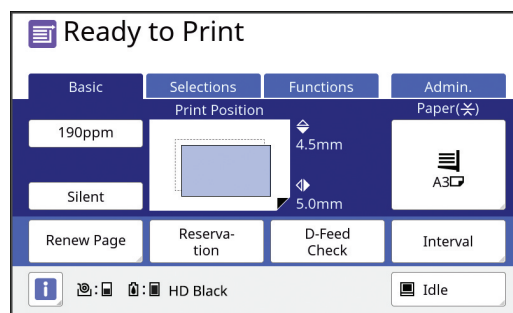 Ready to Print
Basic Selections Functions Admin.
Print Position Paper(⚹)
190ppm
4.5mm
A3
Silent
5.0mm
Renew Page Reserva-
tion D-Feed
Check Interval
i : : HD Black Idle